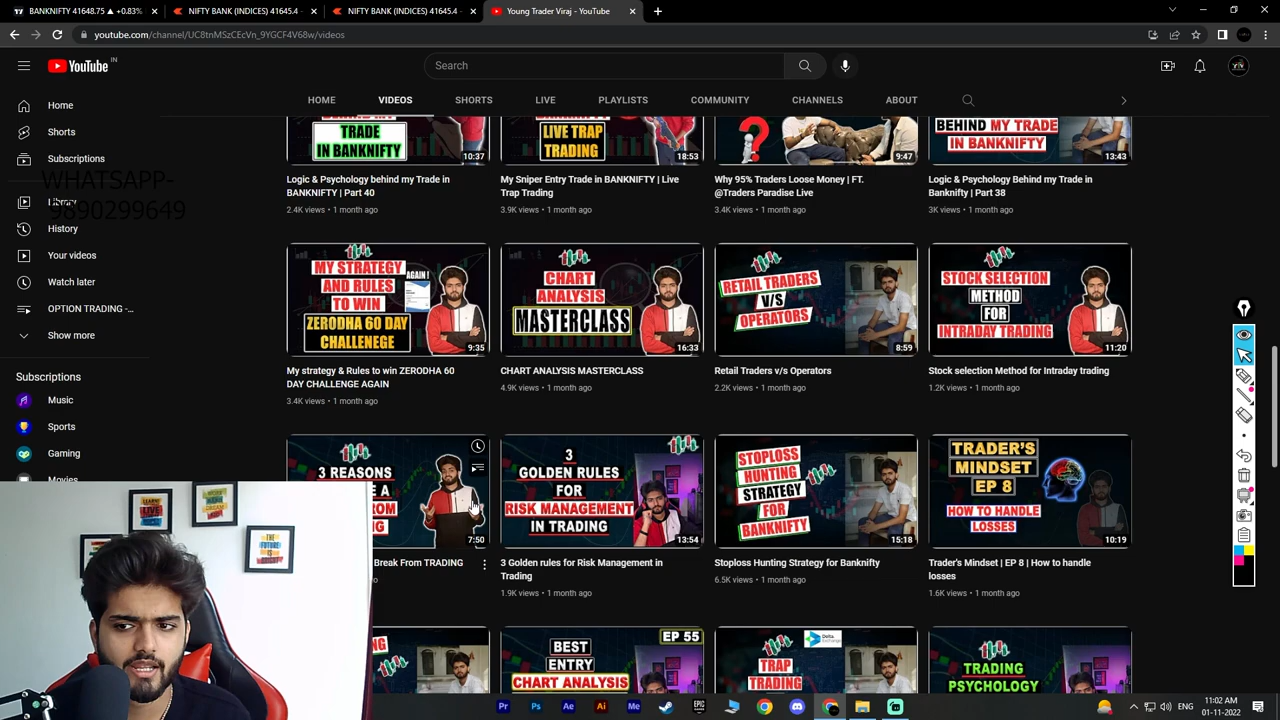 BANKNIFTY 41648.75 ▲ +0.83%
NIFTY BANK (INDICES) 41645.4
NIFTY BANK (INDICES) 41645.4
Young Trader Viraj - YouTube
youtube.com/channel/UC8tnMSzCEcVn_9YGCF4V68w/videos
YouTube IN
Search
HOME VIDEOS SHORTS LIVE PLAYLISTS COMMUNITY CHANNELS ABOUT
Home
Shorts
Subscriptions
WHATSAPP-
9890299649
History
Your videos
Watch later
OPTION TRADING -...
Show more
Subscriptions
Music
Sports
Gaming
TRADE
IN BANKNIFTY
10:37
Logic & Psychology behind my Trade in
BANKNIFTY | Part 40
2.4K views • 1 month ago
LIVE TRAP
TRADING
18:53
My Sniper Entry Trade in BANKNIFTY | Live
Trap Trading
3.9K views • 1 month ago
9:47
Why 95% Traders Loose Money | FT.
@Traders Paradise Live
3.4K views • 1 month ago
BEHIND MY TRADE
IN BANKNIFTY
13:43
Logic & Psychology Behind my Trade in
Banknifty | Part 38
3K views • 1 month ago
MY STRATEGY
AND RULES
TO WIN
AGAIN !
ZERODHA 60 DAY
CHALLENEGE
9:35
My strategy & Rules to win ZERODHA 60
DAY CHALLENGE AGAIN
3.4K views • 1 month ago
CHART
ANALYSIS
MASTERCLASS
16:33
CHART ANALYSIS MASTERCLASS
4.9K views • 1 month ago
RETAIL TRADERS
V/S
OPERATORS
8:59
Retail Traders v/s Operators
2.2K views • 1 month ago
STOCK SELECTION
METHOD
FOR
INTRADAY TRADING
11:20
Stock selection Method for Intraday trading
1.2K views • 1 month ago
3 REASONS
7:50
Break From TRADING
3
GOLDEN RULES
FOR
RISK MANAGEMENT
IN TRADING
13:54
3 Golden rules for Risk Management in
Trading
1.9K views • 1 month ago
STOPLOSS
HUNTING
STRATEGY
FOR
BANKNIFTY
15:18
Stoploss Hunting Strategy for Banknifty
6.5K views • 1 month ago
TRADER'S
MINDSET
EP 8
HOW TO HANDLE
LOSSES
10:19
Trader's Mindset | EP 8 | How to handle
losses
1.6K views • 1 month ago
EP 55
BEST
ENTRY
CHART ANALYSIS
Delta
TRAP
TRADING
TRADING
PSYCHOLOGY
ENG
11:02 AM
01-11-2022